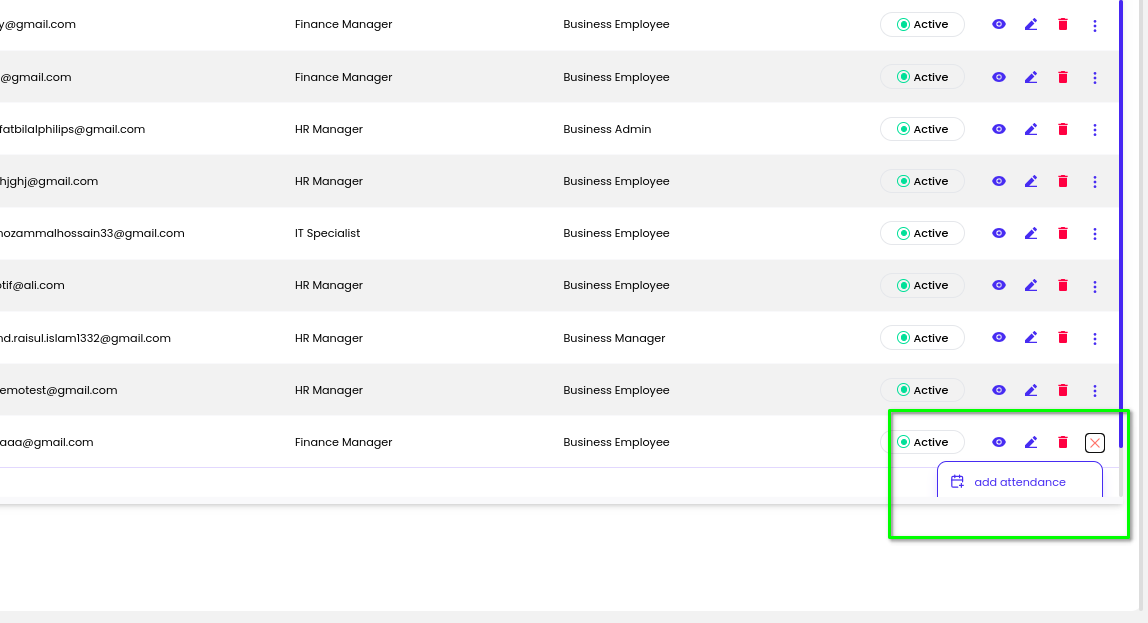 y@gmail.com Finance Manager Business Employee Active
@gmail.com Finance Manager Business Employee Active
fatbilalphilips@gmail.com HR Manager Business Admin Active
hjghj@gmail.com HR Manager Business Employee Active
nozammalhossain33@gmail.com IT Specialist Business Employee Active
otif@ali.com HR Manager Business Employee Active
nd.raisul.islam1332@gmail.com HR Manager Business Manager Active
emotest@gmail.com HR Manager Business Employee Active
aaa@gmail.com Finance Manager Business Employee Active
add attendance